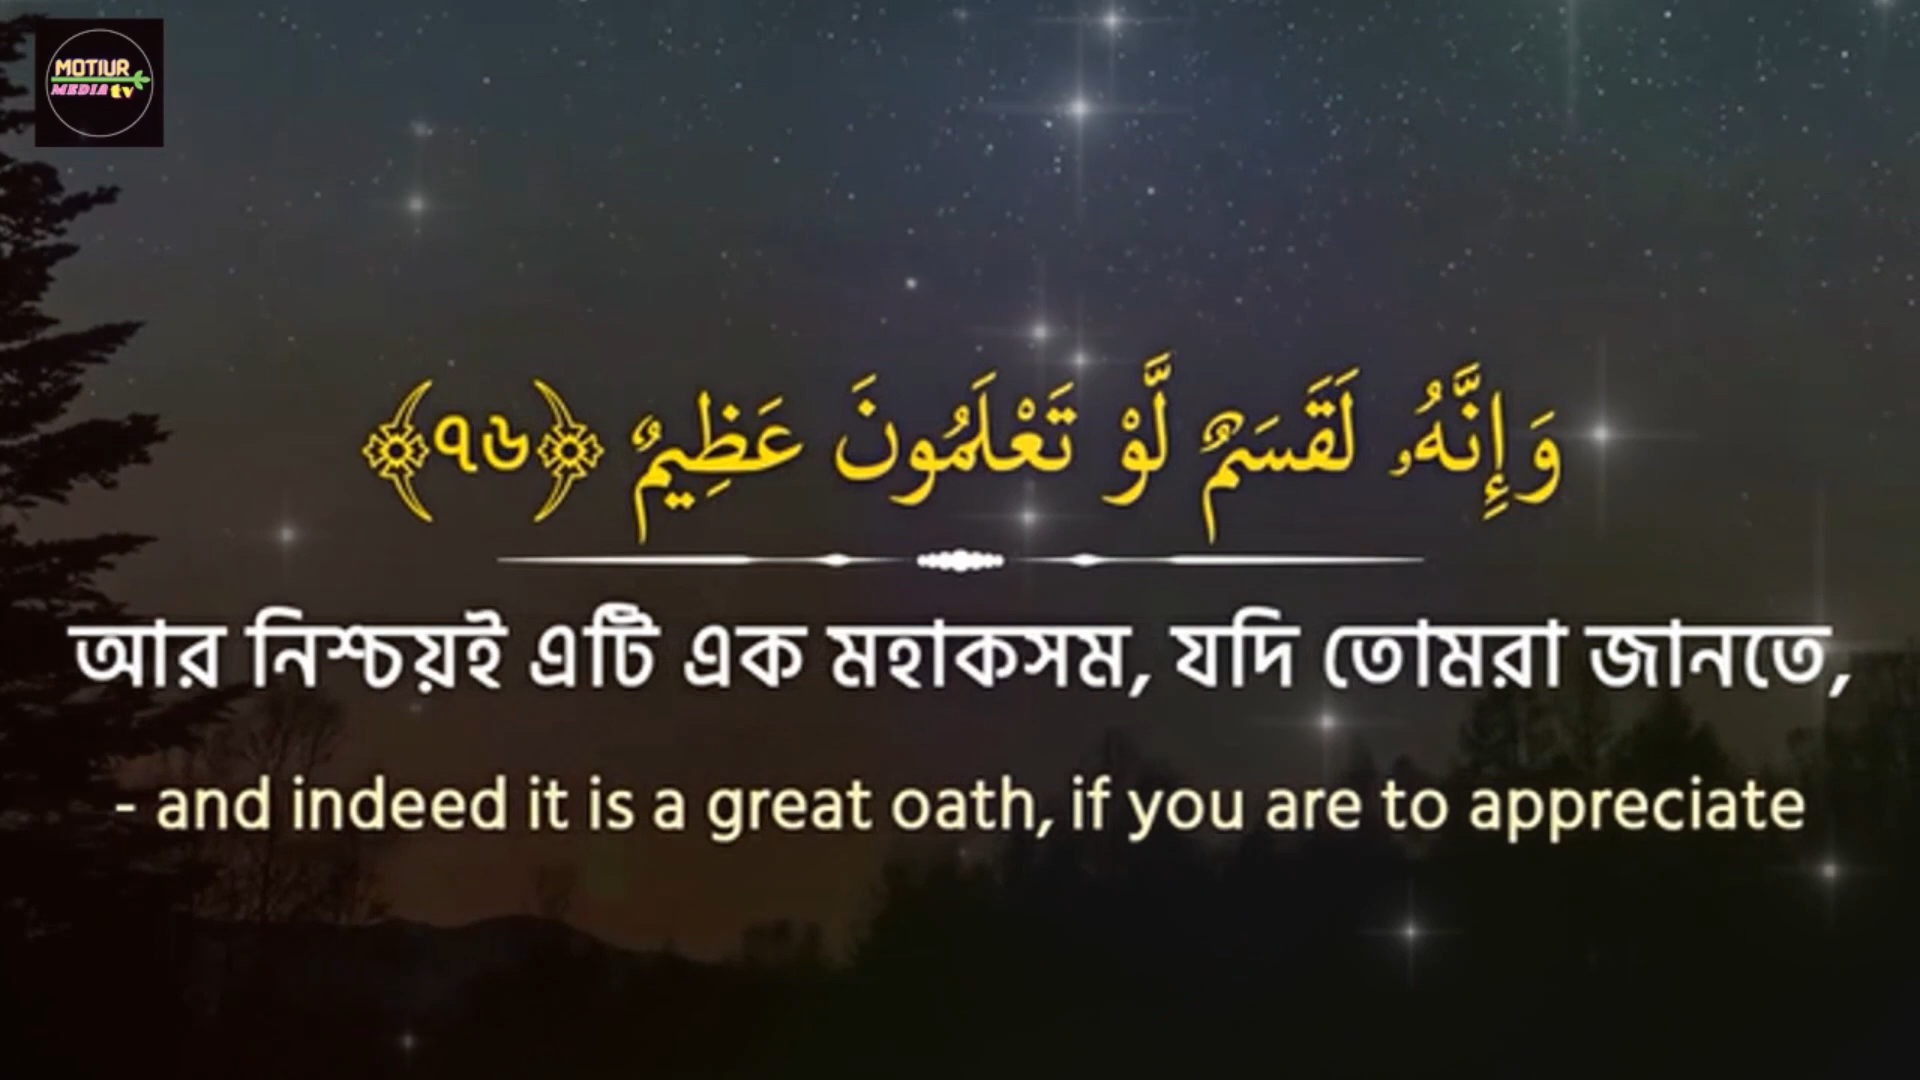 MOTIUR
MEDIA tv
وَإِنَّهُۥ لَقَسَمٌ لَّوْ تَعْلَمُونَ عَظِيمٌ ﴿৭৬﴾
আর নিশ্চয়ই এটি এক মহাকসম, যদি তোমরা জানতে,
- and indeed it is a great oath, if you are to appreciate